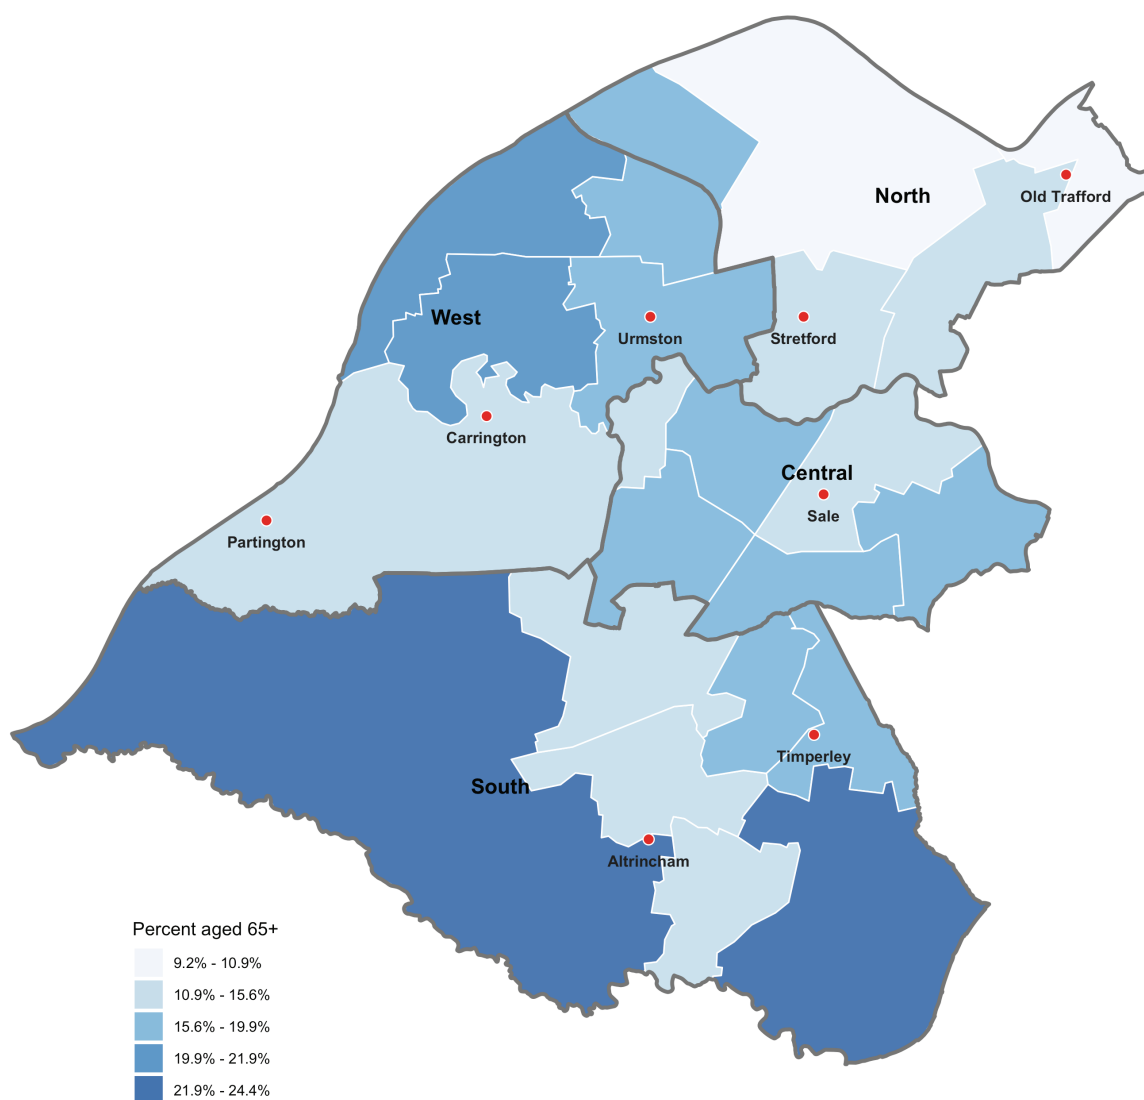 North
Old Trafford
West
Urmston
Stretford
Carrington
Central
Sale
Partington
Timperley
South
Altrincham
Percent aged 65+
9.2% - 10.9%
10.9% - 15.6%
15.6% - 19.9%
19.9% - 21.9%
21.9% - 24.4%